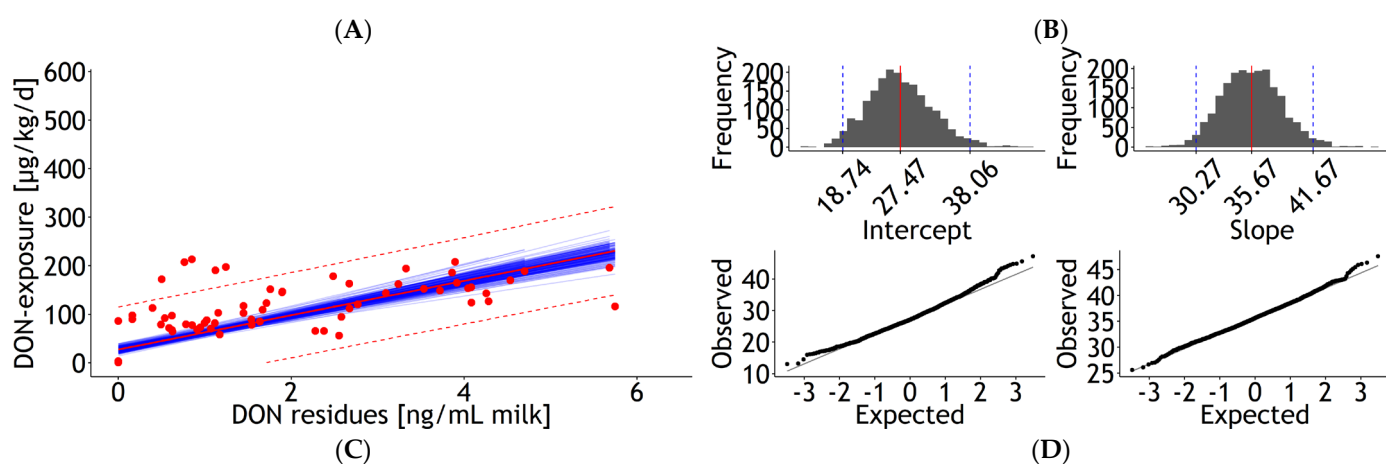 (A)
(B)
DON-exposure [µg/kg/d]
600
500
400
300
200
100
0
0
2
4
6
DON residues [ng/mL milk]
Frequency
200
150
100
50
0
18.74
27.47
38.06
Intercept
Frequency
200
150
100
50
0
30.27
35.67
41.67
Slope
Observed
40
30
20
10
-3 -2 -1 0 1 2 3
Expected
Observed
45
40
35
30
25
-3 -2 -1 0 1 2 3
Expected
(C)
(D)